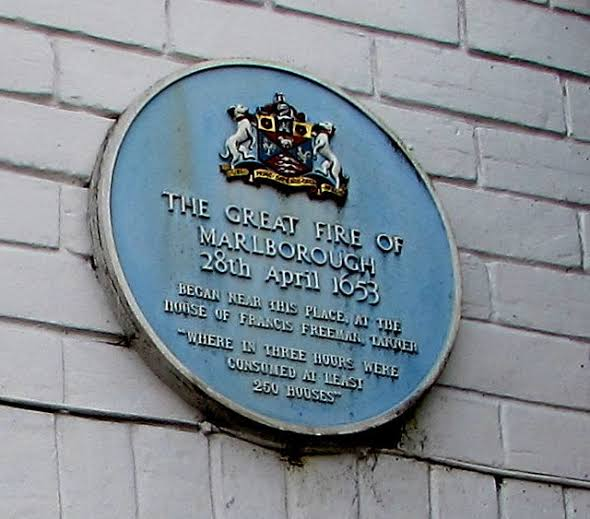 THE GREAT FIRE OF
MARLBOROUGH
28th April 1653
BEGAN NEAR THIS PLACE, AT THE
HOUSE OF FRANCIS FREEMAN, TANNER
"WHERE IN THREE HOURS WERE
CONSUMED AT LEAST
250 HOUSES"